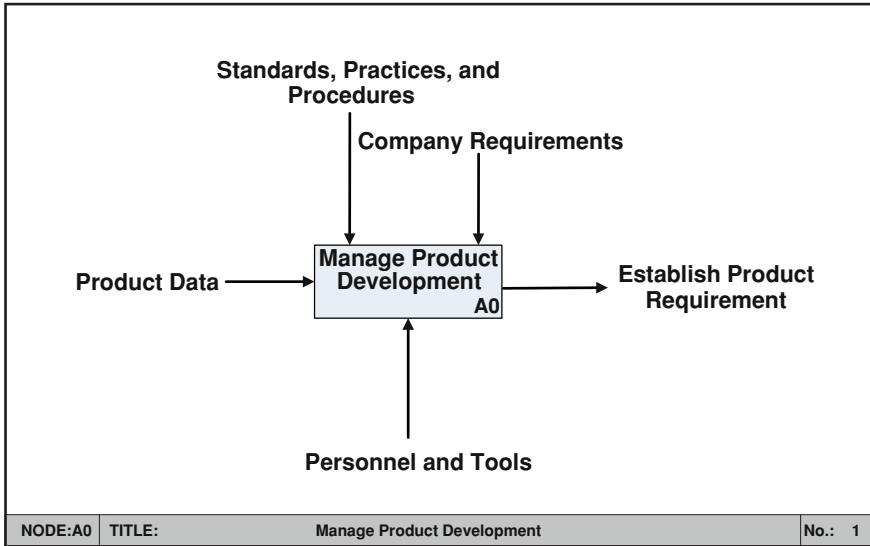 Standards, Practices, and
Procedures
Company Requirements
Product Data
Manage Product
Development
A0
Establish Product
Requirement
Personnel and Tools
NODE:A0 TITLE: Manage Product Development No.: 1